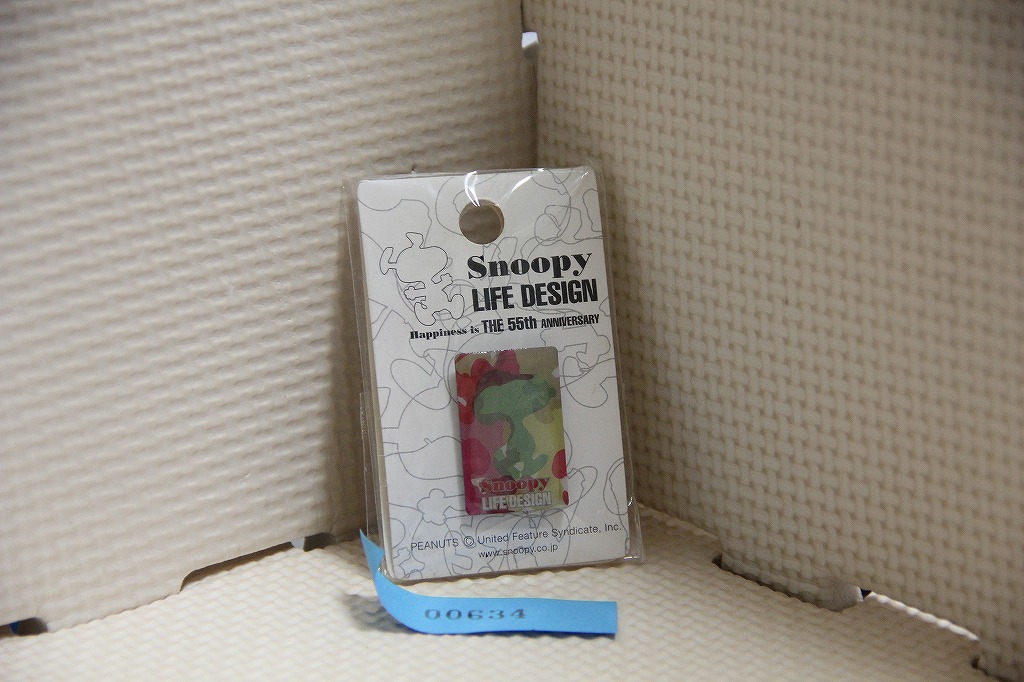 Snoopy
LIFE DESIGN
Happiness is THE 55th ANNIVERSARY
Snoopy
LIFE DESIGN
PEANUTS © United Feature Syndicate, Inc.
www.snoopy.co.jp
00634